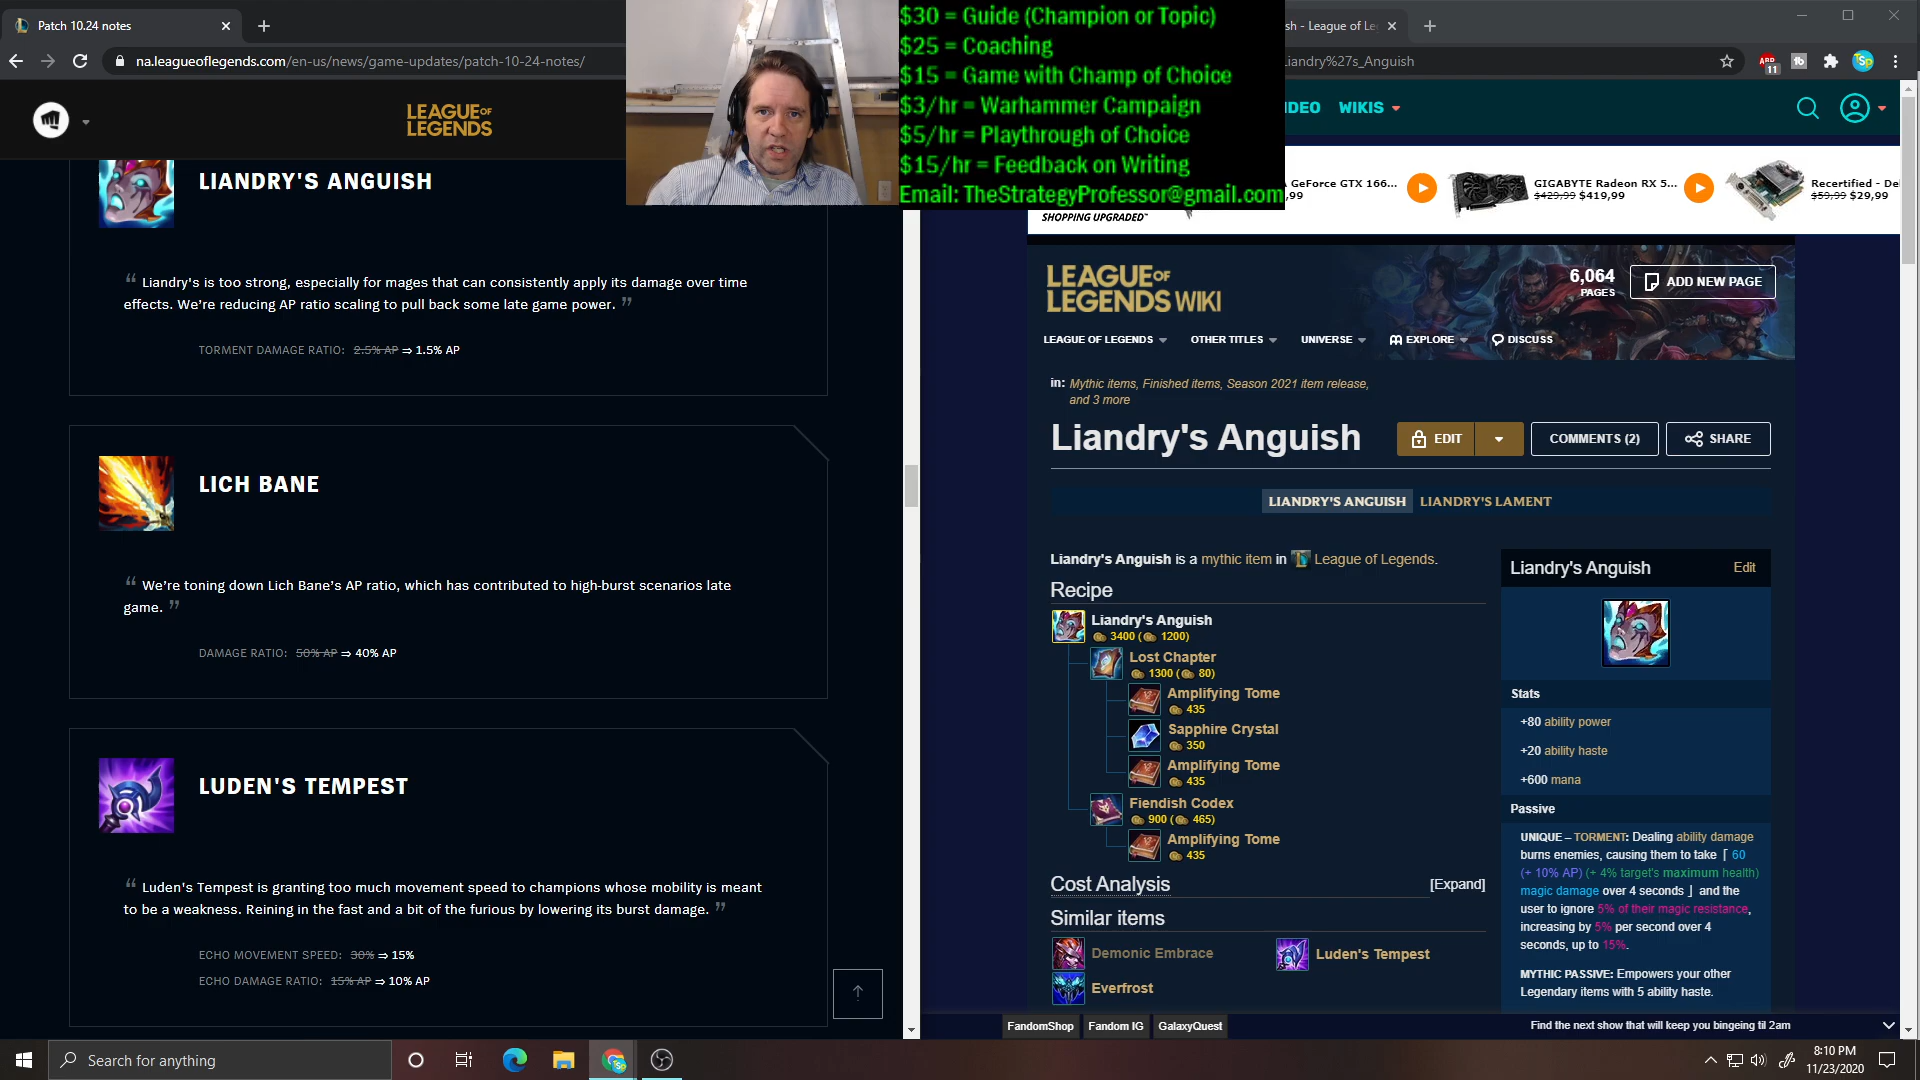 Patch 10.24 notes
sh - League of Le
na.leagueoflegends.com/en-us/news/game-updates/patch-10-24-notes/
iandry%27s_Anguish
ABP
11
$30 = Guide (Champion or Topic)
$25 = Coaching
$15 = Game with Champ of Choice
$3/hr = Warhammer Campaign
$5/hr = Playthrough of Choice
$15/hr = Feedback on Writing
Email: TheStrategyProfessor@gmail.com
LEAGUE OF
LEGENDS
LIANDRY'S ANGUISH
“ Liandry's is too strong, especially for mages that can consistently apply its damage over time
effects. We’re reducing AP ratio scaling to pull back some late game power. ”
TORMENT DAMAGE RATIO: 2.5% AP ⇒ 1.5% AP
LICH BANE
“ We’re toning down Lich Bane’s AP ratio, which has contributed to high-burst scenarios late
game. ”
DAMAGE RATIO: 50% AP ⇒ 40% AP
LUDEN'S TEMPEST
“ Luden's Tempest is granting too much movement speed to champions whose mobility is meant
to be a weakness. Reining in the fast and a bit of the furious by lowering its burst damage. ”
ECHO MOVEMENT SPEED: 30% ⇒ 15%
ECHO DAMAGE RATIO: 15% AP ⇒ 10% AP
IDEO WIKIS
GeForce GTX 166...
99
GIGABYTE Radeon RX 5...
$429,99 $419,99
Recertified - De
$59,99 $29,99
SHOPPING UPGRADED™
LEAGUE OF
LEGENDS WIKI
6,064
PAGES
ADD NEW PAGE
LEAGUE OF LEGENDS OTHER TITLES UNIVERSE EXPLORE DISCUSS
in: Mythic items, Finished items, Season 2021 item release,
and 3 more
Liandry's Anguish
EDIT
COMMENTS (2)
SHARE
LIANDRY'S ANGUISH LIANDRY'S LAMENT
Liandry's Anguish is a mythic item in League of Legends.
Recipe
Liandry's Anguish
3400 ( 1200)
Lost Chapter
1300 ( 80)
Amplifying Tome
435
Sapphire Crystal
350
Amplifying Tome
435
Fiendish Codex
900 ( 465)
Amplifying Tome
435
Cost Analysis [Expand]
Similar items
Demonic Embrace
Luden's Tempest
Everfrost
Liandry's Anguish Edit
Stats
+80 ability power
+20 ability haste
+600 mana
Passive
UNIQUE – TORMENT: Dealing ability damage
burns enemies, causing them to take ⌈ 60
(+ 10% AP) (+ 4% target's maximum health)
magic damage over 4 seconds ⌋ and the
user to ignore 5% of their magic resistance,
increasing by 5% per second over 4
seconds, up to 15%.
MYTHIC PASSIVE: Empowers your other
Legendary items with 5 ability haste.
FandomShop Fandom IG GalaxyQuest
Find the next show that will keep you bingeing til 2am
Search for anything
8:10 PM
11/23/2020